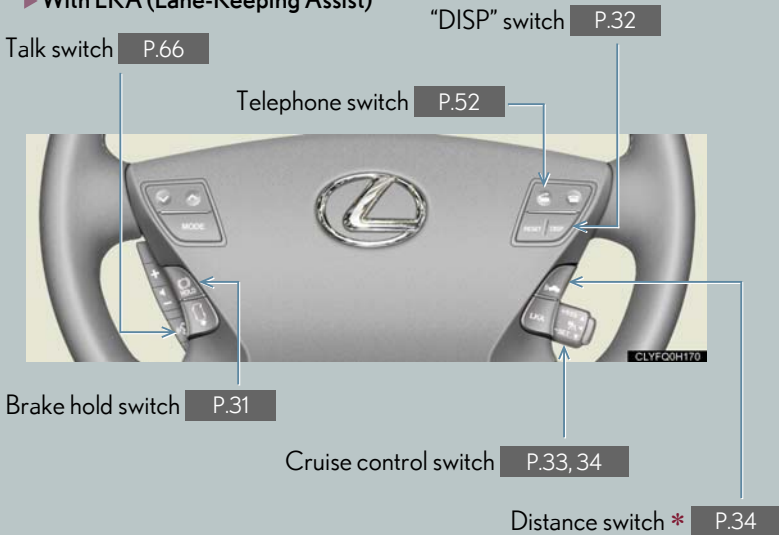 ▶With LKA (Lane-Keeping Assist)
"DISP" switch P.32
Talk switch P.66
Telephone switch P.52
MODE
RESET DISP
+
HOLD
−
LKA
CLYFQ0H170
Brake hold switch P.31
Cruise control switch P.33, 34
Distance switch * P.34